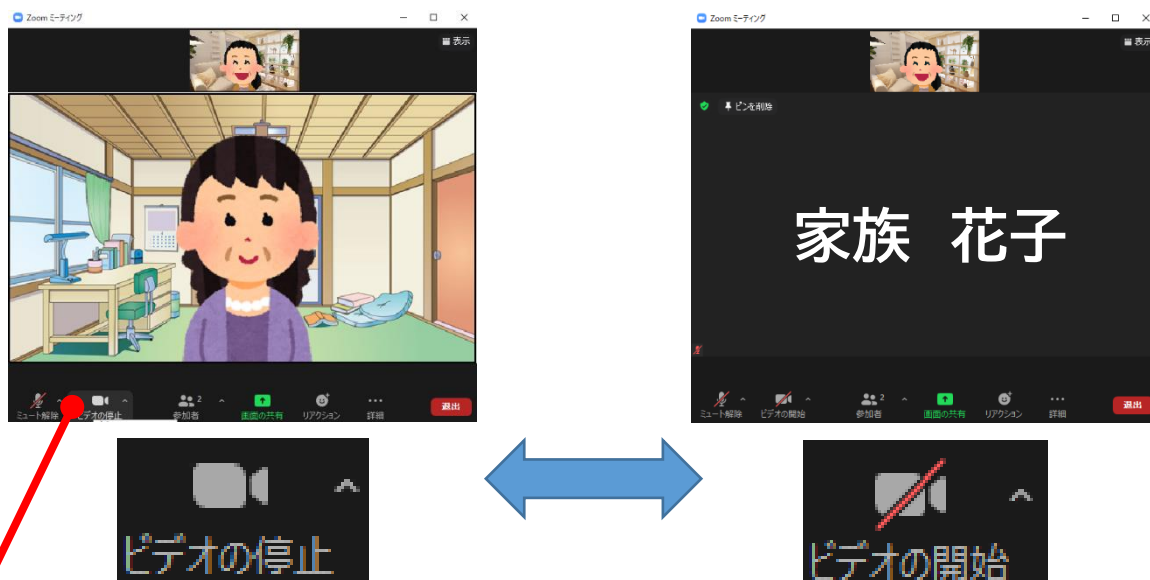 Zoom ミーティング
表示
ミュート解除
ビデオの停止
参加者
2
画面の共有
リアクション
詳細
退出
ビデオの停止
Zoom ミーティング
表示
ピンを削除
家族 花子
ミュート解除
ビデオの開始
参加者
2
画面の共有
リアクション
詳細
退出
ビデオの開始